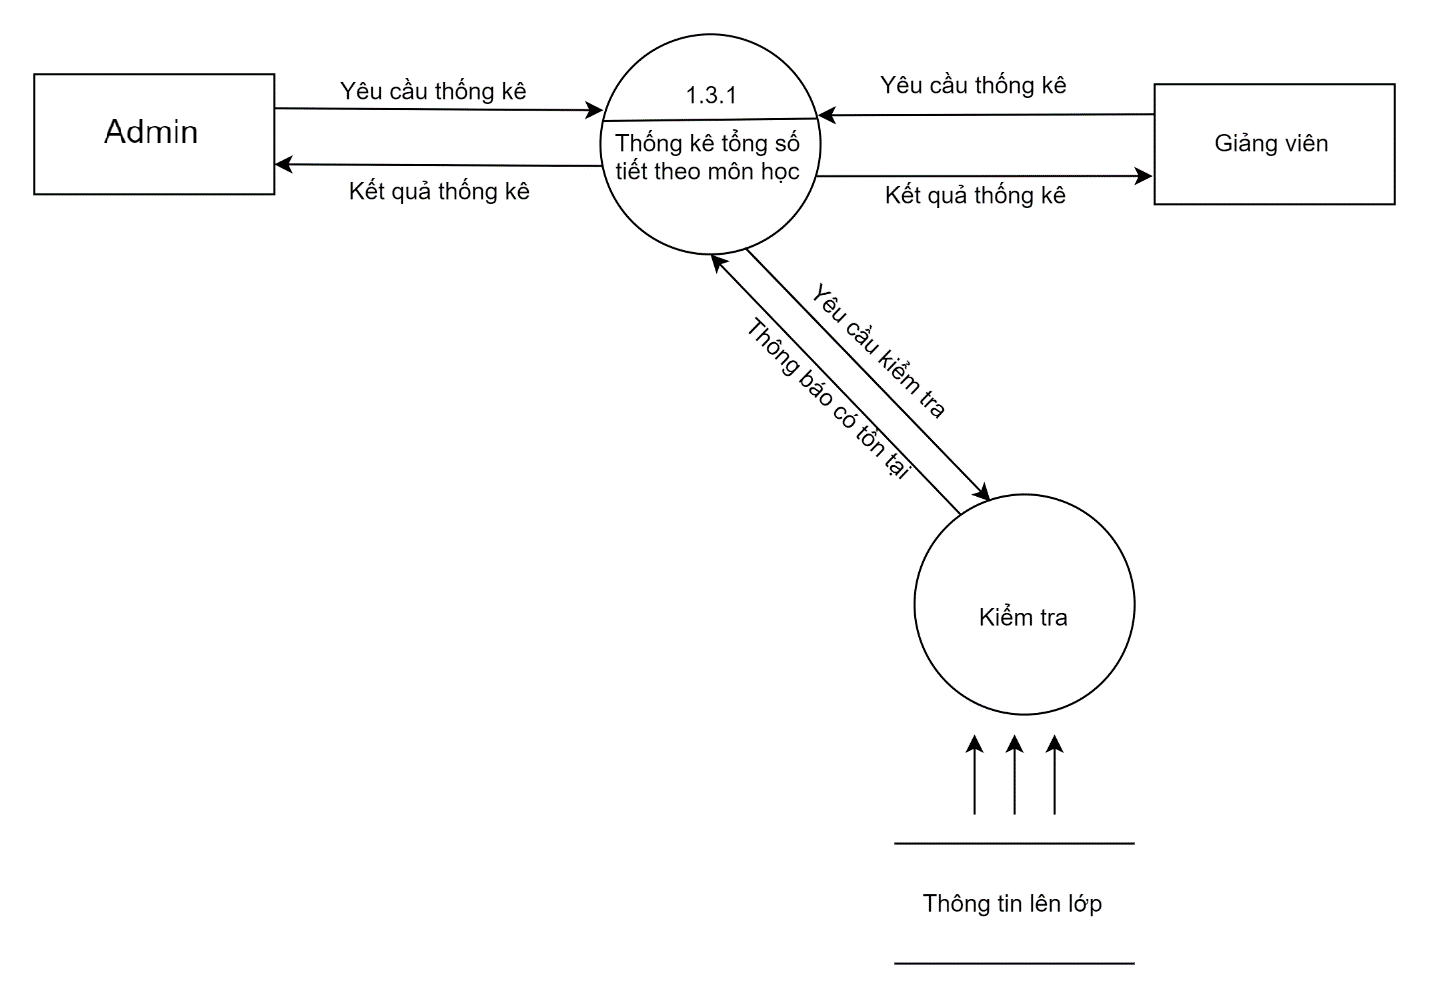 Admin
Yêu cầu thống kê
Kết quả thống kê
1.3.1
Thống kê tổng số
tiết theo môn học
Yêu cầu thống kê
Kết quả thống kê
Giảng viên
Yêu cầu kiểm tra
Thông báo có tồn tại
Kiểm tra
Thông tin lên lớp